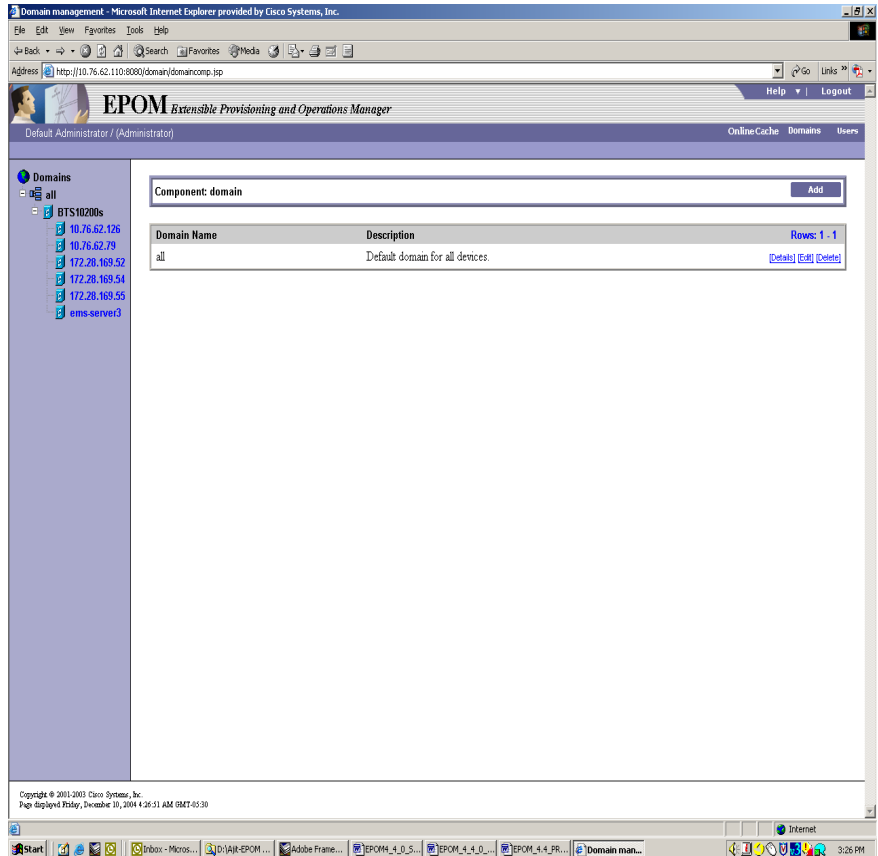 Domain management - Microsoft Internet Explorer provided by Cisco Systems, Inc.
File Edit View Favorites Tools Help
Back Search Favorites Media
Address http://10.76.62.110:8080/domain/domaincomp.jsp Go Links »
EPOM Extensible Provisioning and Operations Manager
Help ▼ | Logout
Default Administrator / (Administrator)
OnlineCache Domains Users
Domains
all
BTS10200s
10.76.62.126
10.76.62.79
172.28.169.52
172.28.169.54
172.28.169.55
ems-server3
Component: domain Add
Domain Name Description Rows: 1 - 1
all Default domain for all devices. [Details] [Edit] [Delete]
Copyright © 2001-2003 Cisco Systems, Inc.
Page displayed Friday, December 10, 2004 4:26:51 AM GMT-05:30
Internet
Start Inbox - Micros... D:\Ajit-EPOM ... Adobe Frame... EPOM4_4_0_S... EPOM_4_4_0_... EPOM_4.4_PR... Domain man... 3:26 PM